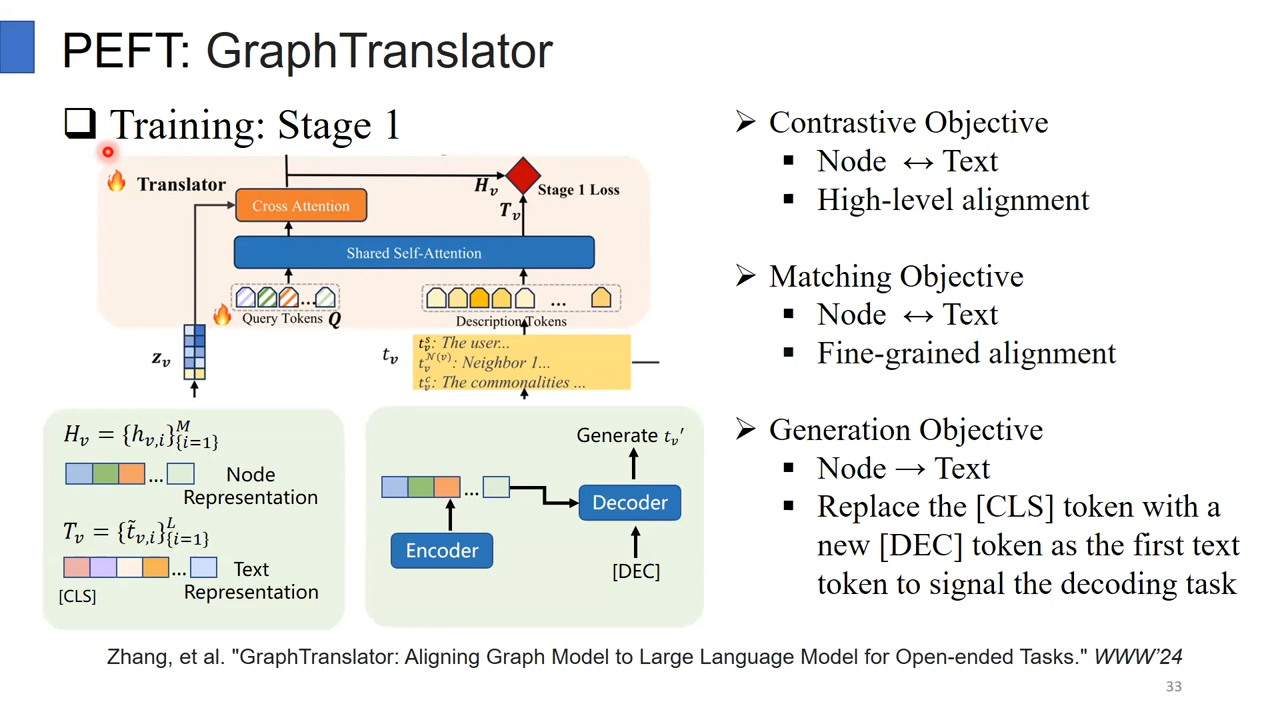 PEFT: GraphTranslator
❑ Training: Stage 1
Translator
Cross Attention
H_v
Stage 1 Loss
T_v
Shared Self-Attention
...
...
Query Tokens Q
Description Tokens
z_v
t_v
t_v^s: The user...
t_v^{N(v)}: Neighbor 1...
t_v^c: The commonalities ...
H_v = {h_{v,i}}_{i=1}^M
...
Node
Representation
T_v = {t̃_{v,i}}_{i=1}^L
...
Text
Representation
[CLS]
Generate t_v'
...
Decoder
Encoder
[DEC]
➢ Contrastive Objective
▪ Node ↔ Text
▪ High-level alignment
➢ Matching Objective
▪ Node ↔ Text
▪ Fine-grained alignment
➢ Generation Objective
▪ Node → Text
▪ Replace the [CLS] token with a
new [DEC] token as the first text
token to signal the decoding task
Zhang, et al. "GraphTranslator: Aligning Graph Model to Large Language Model for Open-ended Tasks." WWW’24
33